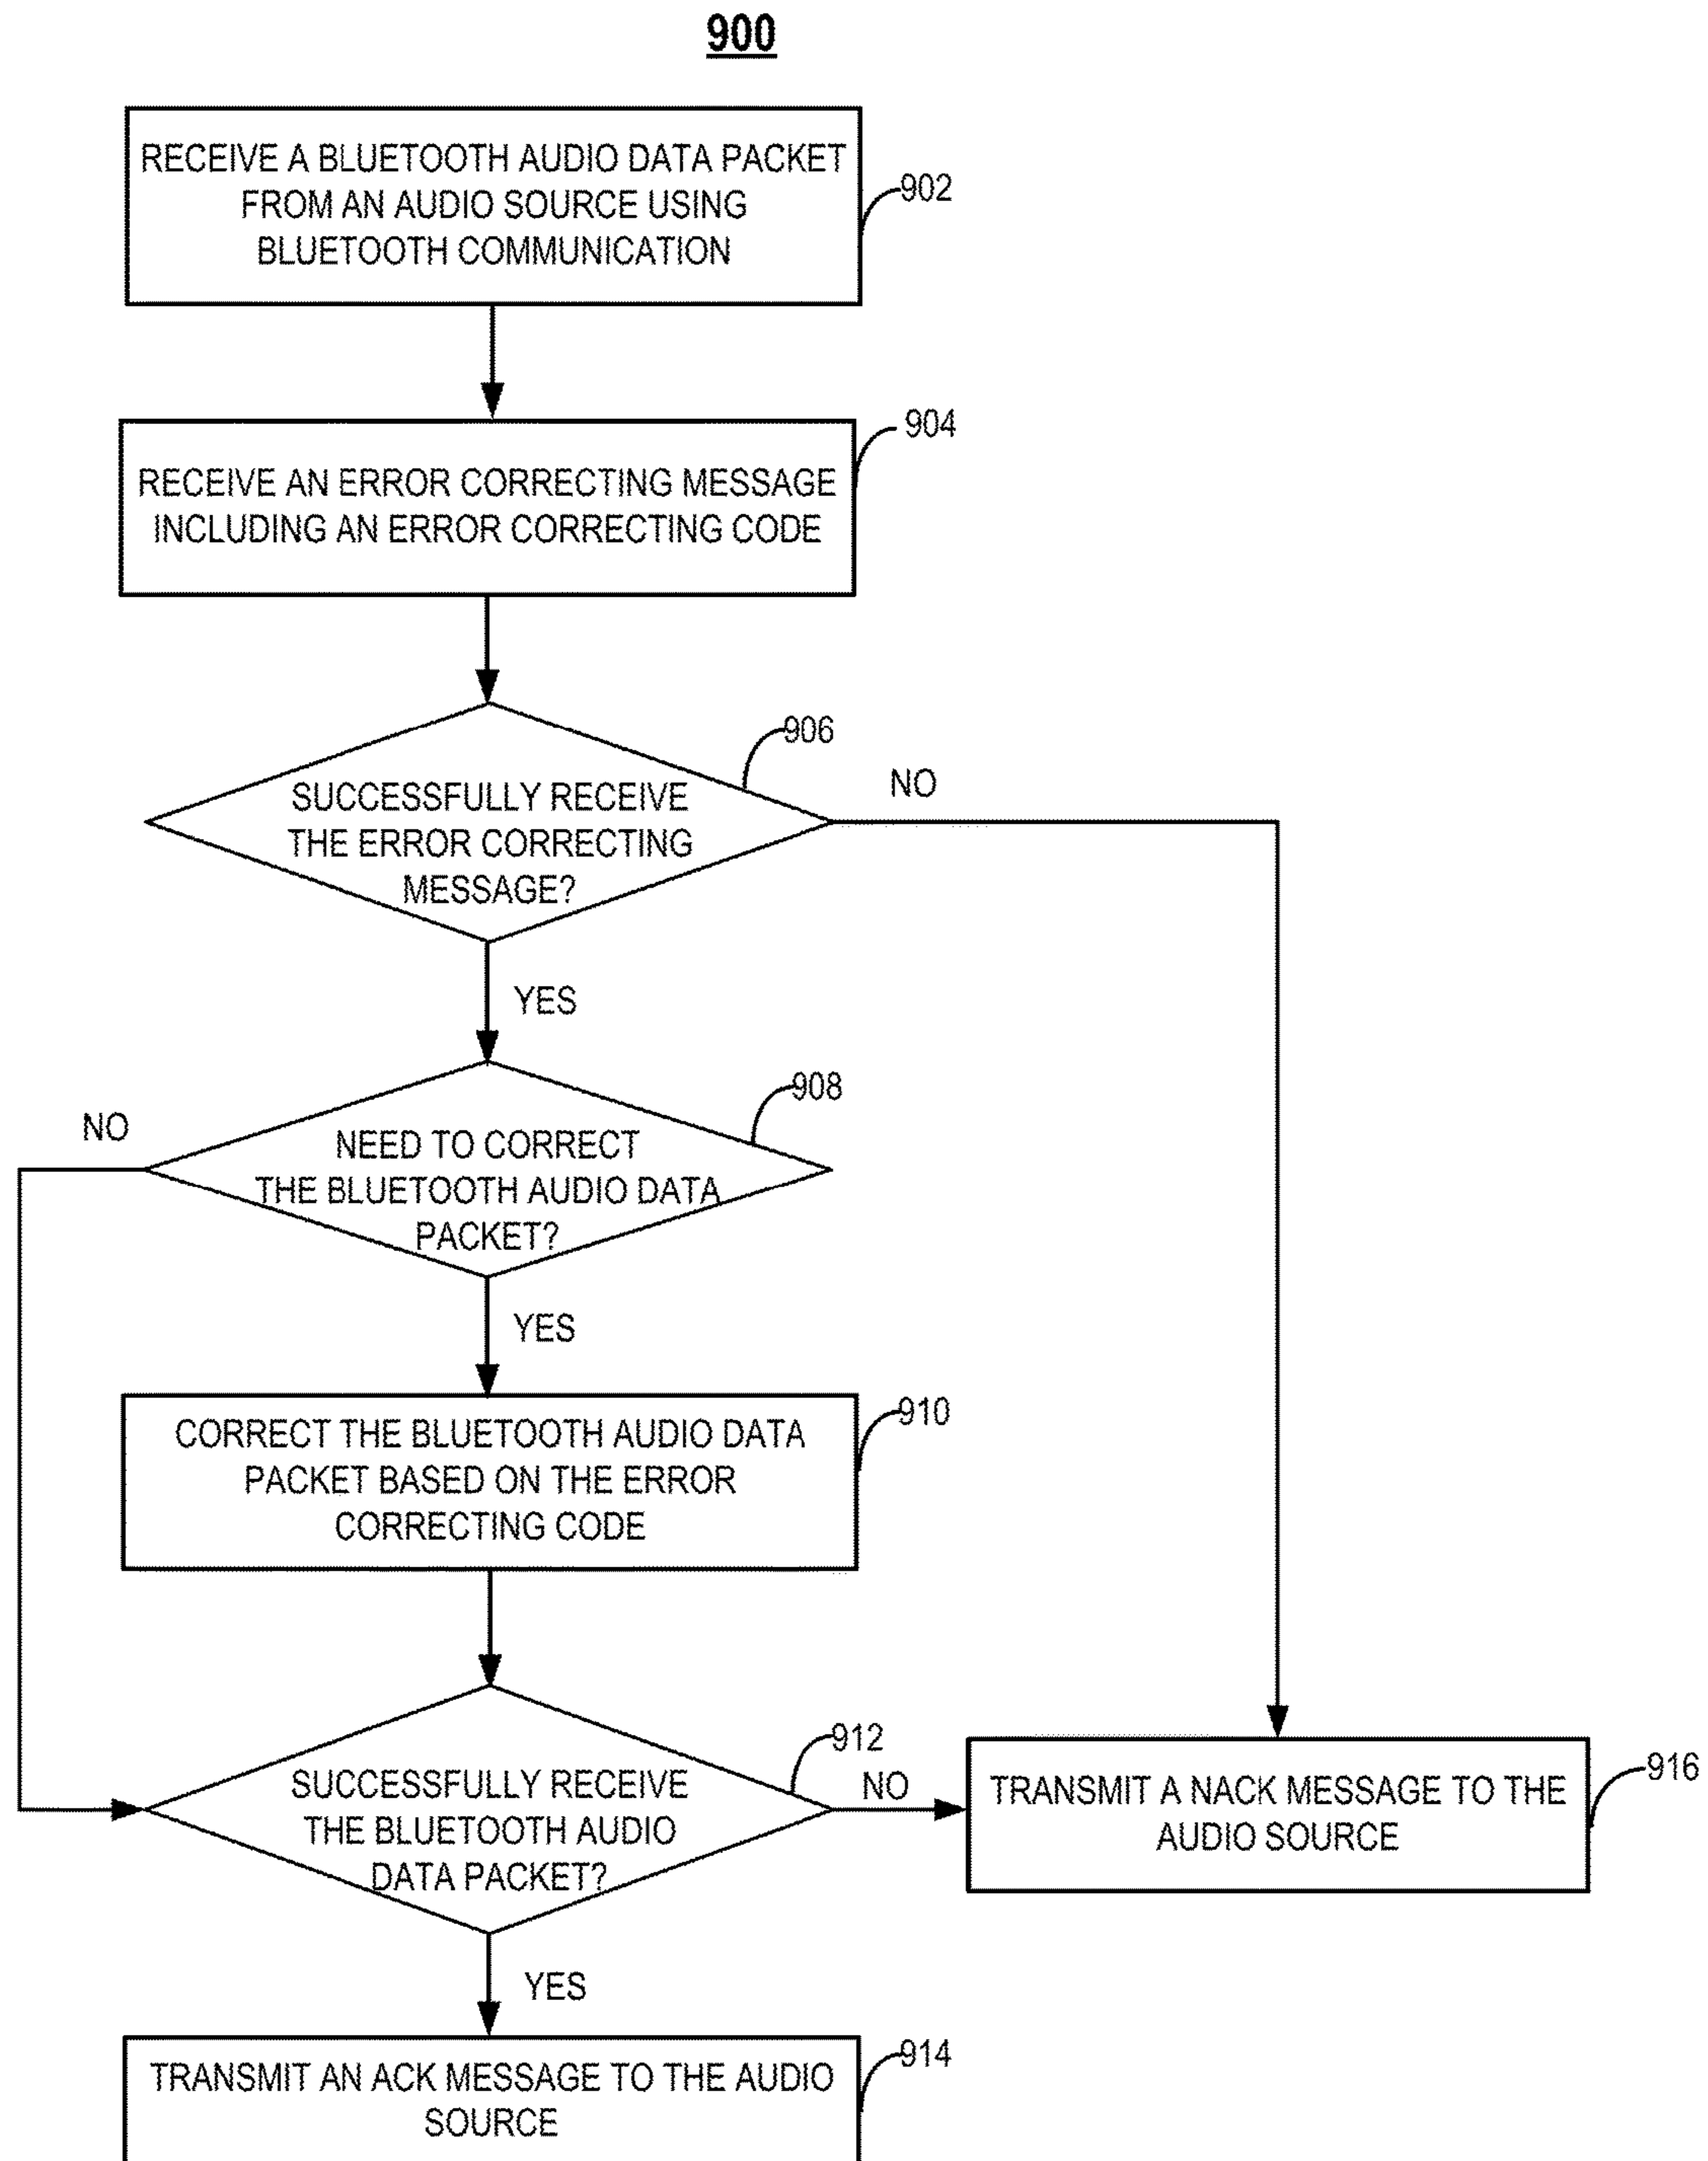 900
RECEIVE A BLUETOOTH AUDIO DATA PACKET
FROM AN AUDIO SOURCE USING
BLUETOOTH COMMUNICATION
902
904
RECEIVE AN ERROR CORRECTING MESSAGE
INCLUDING AN ERROR CORRECTING CODE
906
NO
SUCCESSFULLY RECEIVE
THE ERROR CORRECTING
MESSAGE?
YES
908
NO
NEED TO CORRECT
THE BLUETOOTH AUDIO DATA
PACKET?
YES
910
CORRECT THE BLUETOOTH AUDIO DATA
PACKET BASED ON THE ERROR
CORRECTING CODE
912
SUCCESSFULLY RECEIVE
THE BLUETOOTH AUDIO
DATA PACKET?
NO
916
TRANSMIT A NACK MESSAGE TO THE
AUDIO SOURCE
YES
914
TRANSMIT AN ACK MESSAGE TO THE AUDIO
SOURCE